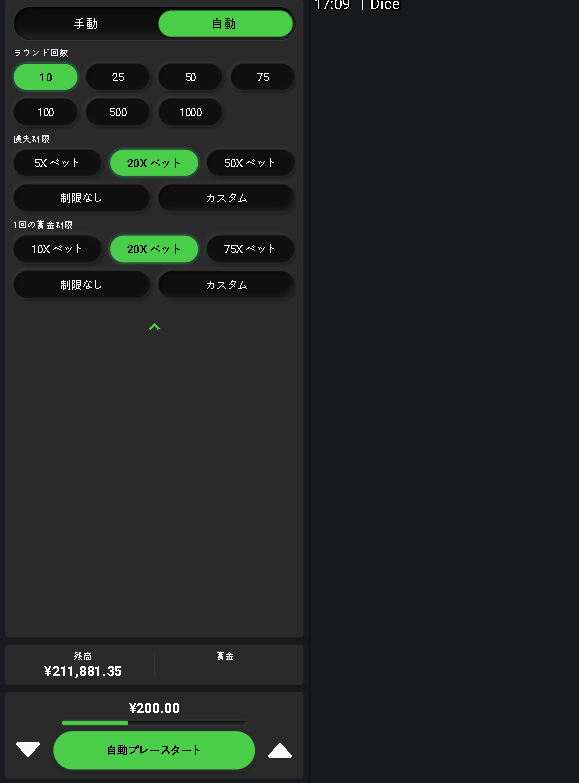 17:09 | Dice
手動 自動
ラウンド回数
10 25 50 75
100 500 1000
損失制限
5X ベット 20X ベット 50X ベット
制限なし カスタム
1回の賞金制限
10X ベット 20X ベット 75X ベット
制限なし カスタム
残高 賞金
¥211,881.35
¥200.00
自動プレースタート